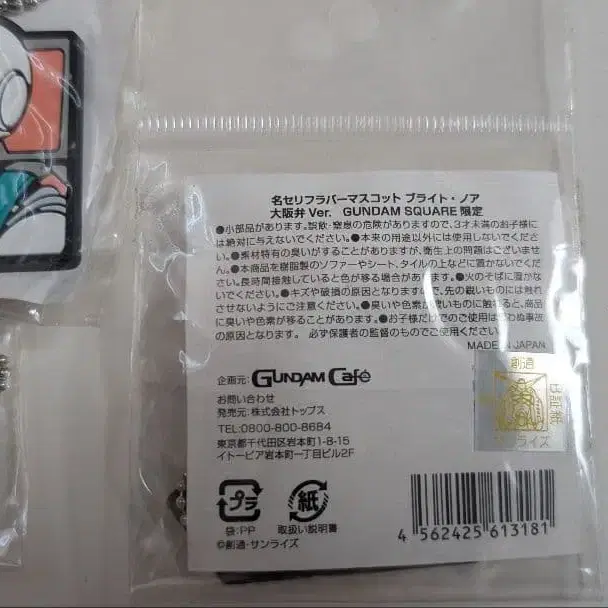 名セリフラバーマスコット ブライト・ノア
大阪弁 Ver. GUNDAM SQUARE 限定
●小部品があります。誤飲・窒息の危険がありますので、3才未満のお子様に
は絶対に与えないでください。●本来の用途以外には使用しないでください。
●素材特有の臭いがすることがありますが、衛生上の問題はございませ
ん。●本商品を樹脂製のソファーやシート、タイルの上などに置かないでくだ
さい。長時間接触していると色が移る場合があります。●火のそばに置かな
いでください。●キズや破損の原因となりますので、先の鋭いものには触れ
させないようにご注意ください。●臭いや色素が強いものに触れると、商品
に臭いや色素が移ることがあります。●お子様だけでのご使用は思わぬ事故
の原因となります。 必ず保護者の監督のもとでご使用ください。
MADE IN JAPAN
企画元: GUNDAM Café
お問い合わせ
発売元: 株式会社トップス
TEL:0800-800-8684
東京都千代田区岩本町1-8-15
イトーピア岩本町一丁目ビル2F
創通
証紙
サンライズ
プラ
袋:PP
紙
取扱い説明書
©創通・サンライズ
4 562425 613181